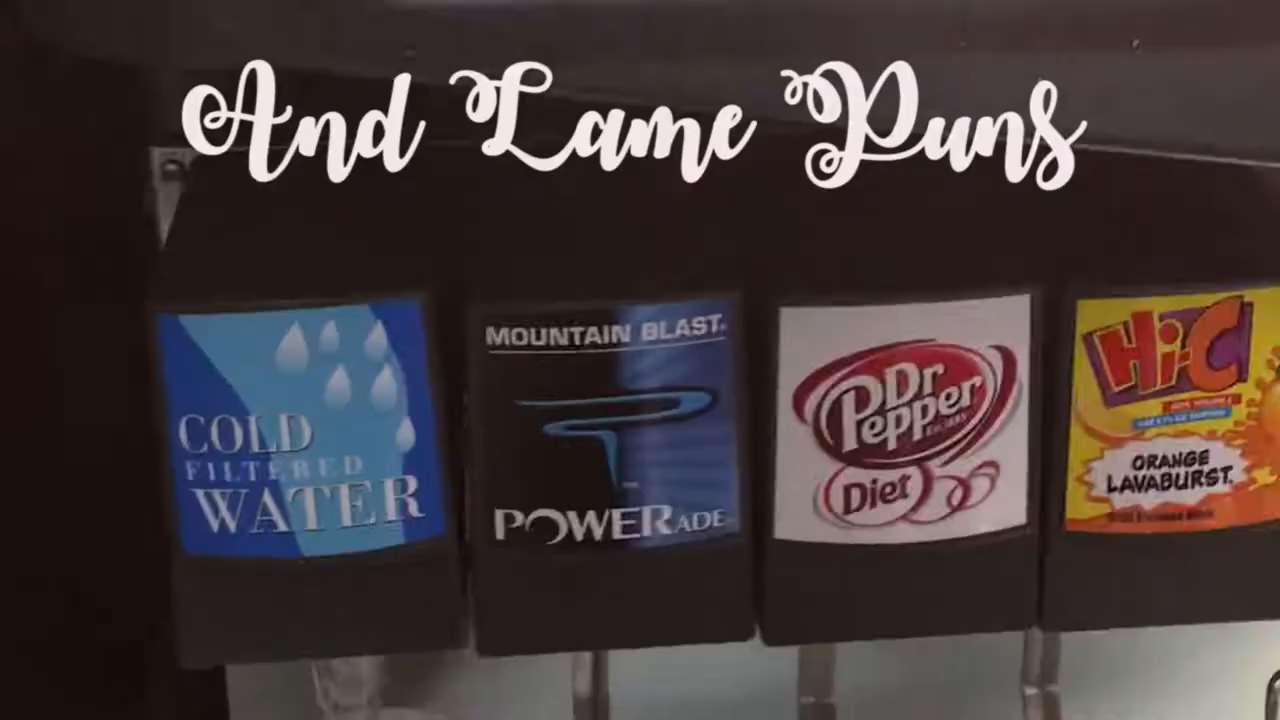 And Lame Puns
COLD
FILTERED
WATER
MOUNTAIN BLAST
POWERADE
Dr
Pepper
Diet
Hi-C
ORANGE
LAVABURST